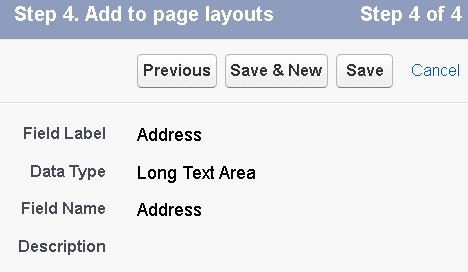 Step 4. Add to page layouts Step 4 of 4
Previous Save & New Save Cancel
Field Label Address
Data Type Long Text Area
Field Name Address
Description